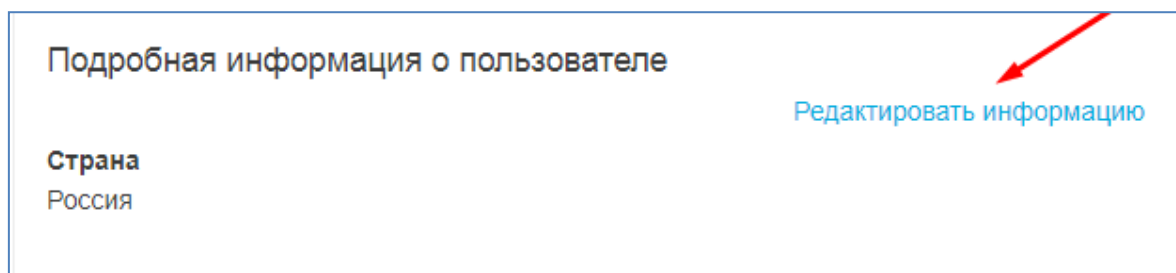 Подробная информация о пользователе
Редактировать информацию
Страна
Россия